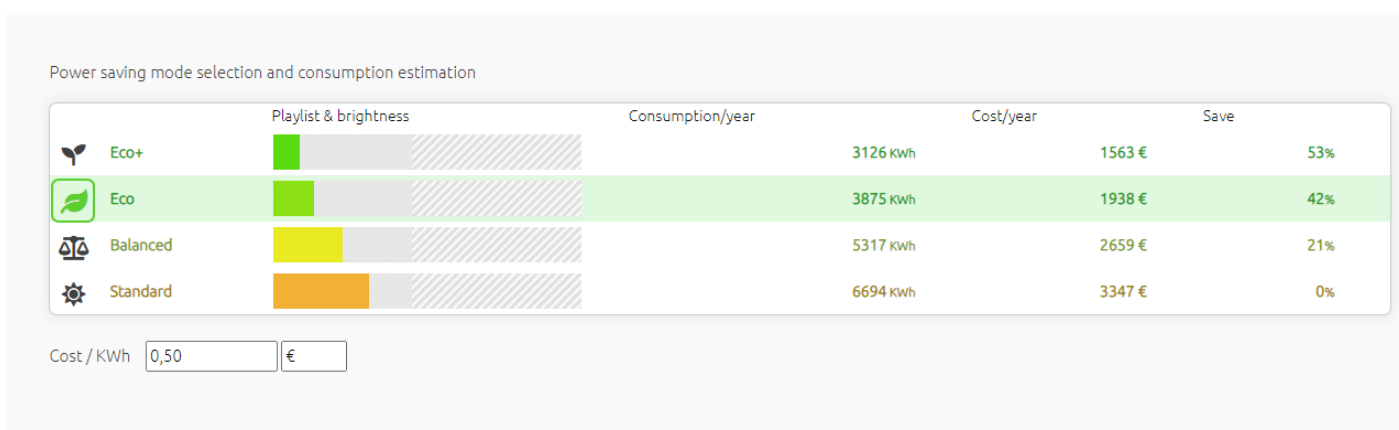 Power saving mode selection and consumption estimation
Playlist & brightness Consumption/year Cost/year Save
Eco+ 3126 KWh 1563 € 53%
Eco 3875 KWh 1938 € 42%
Balanced 5317 KWh 2659 € 21%
Standard 6694 KWh 3347 € 0%
Cost / KWh 0,50 €